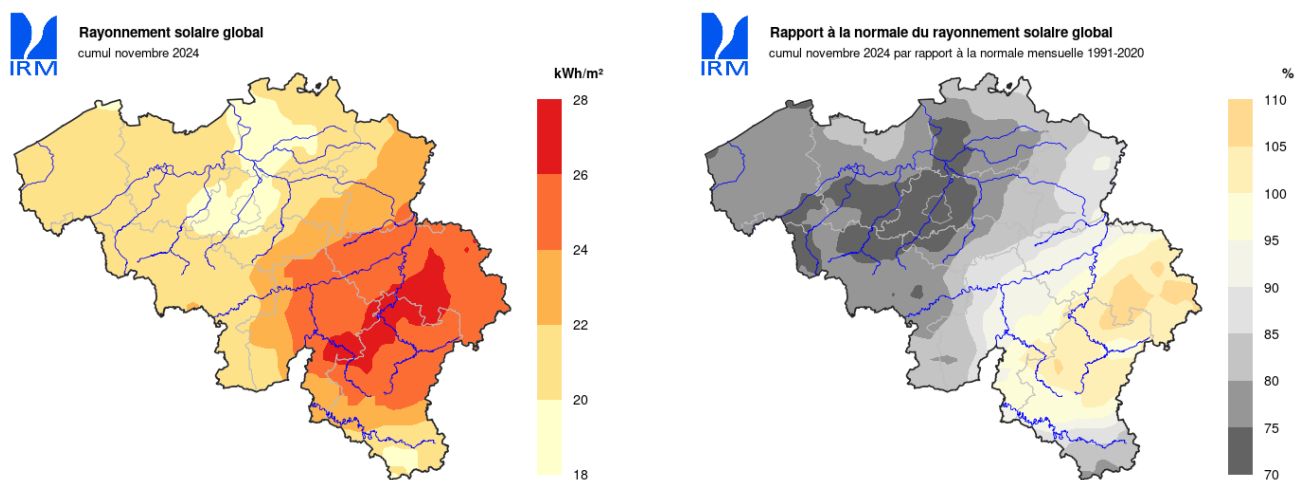 IRM
Rayonnement solaire global
cumul novembre 2024
kWh/m²
28
26
24
22
20
18
IRM
Rapport à la normale du rayonnement solaire global
cumul novembre 2024 par rapport à la normale mensuelle 1991-2020
%
110
105
100
95
90
85
80
75
70